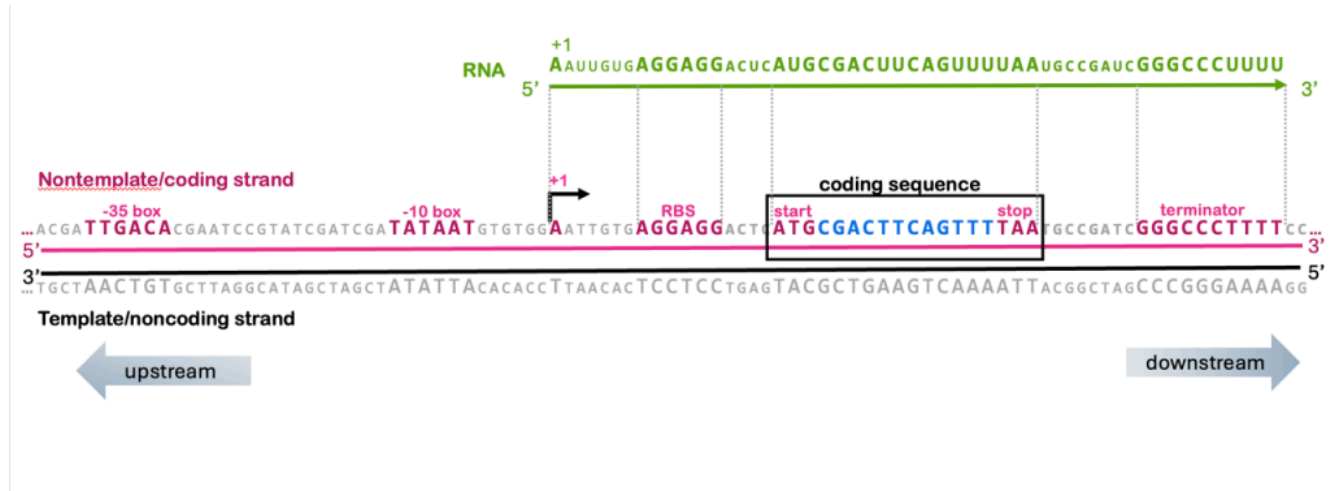 +1
RNA AAUUGUGAGGAGGACUCAUGCGACUUCAGUUUUAAUGCCGAUCGGGCCCUUUU
5’ 3’
Nontemplate/coding strand +1 coding sequence
-35 box -10 box RBS start stop terminator
...ACGATTGACACGAATCCGTATCGATCGATATAATGTGTGGAATTGTGAGGAGGACTCATGCGACTTCAGTTTTAATGCCGATCGGGCCCTTTTCC...
5’ 3’
3’ 5’
...TGCTAACTGTGCTTAGGCATAGCTAGCTATATTACACACCTTAACACTCCTCCTGAGTACGCTGAAGTCAAAATTACGGCTAGCCCGGGAAAAGG
Template/noncoding strand
upstream downstream